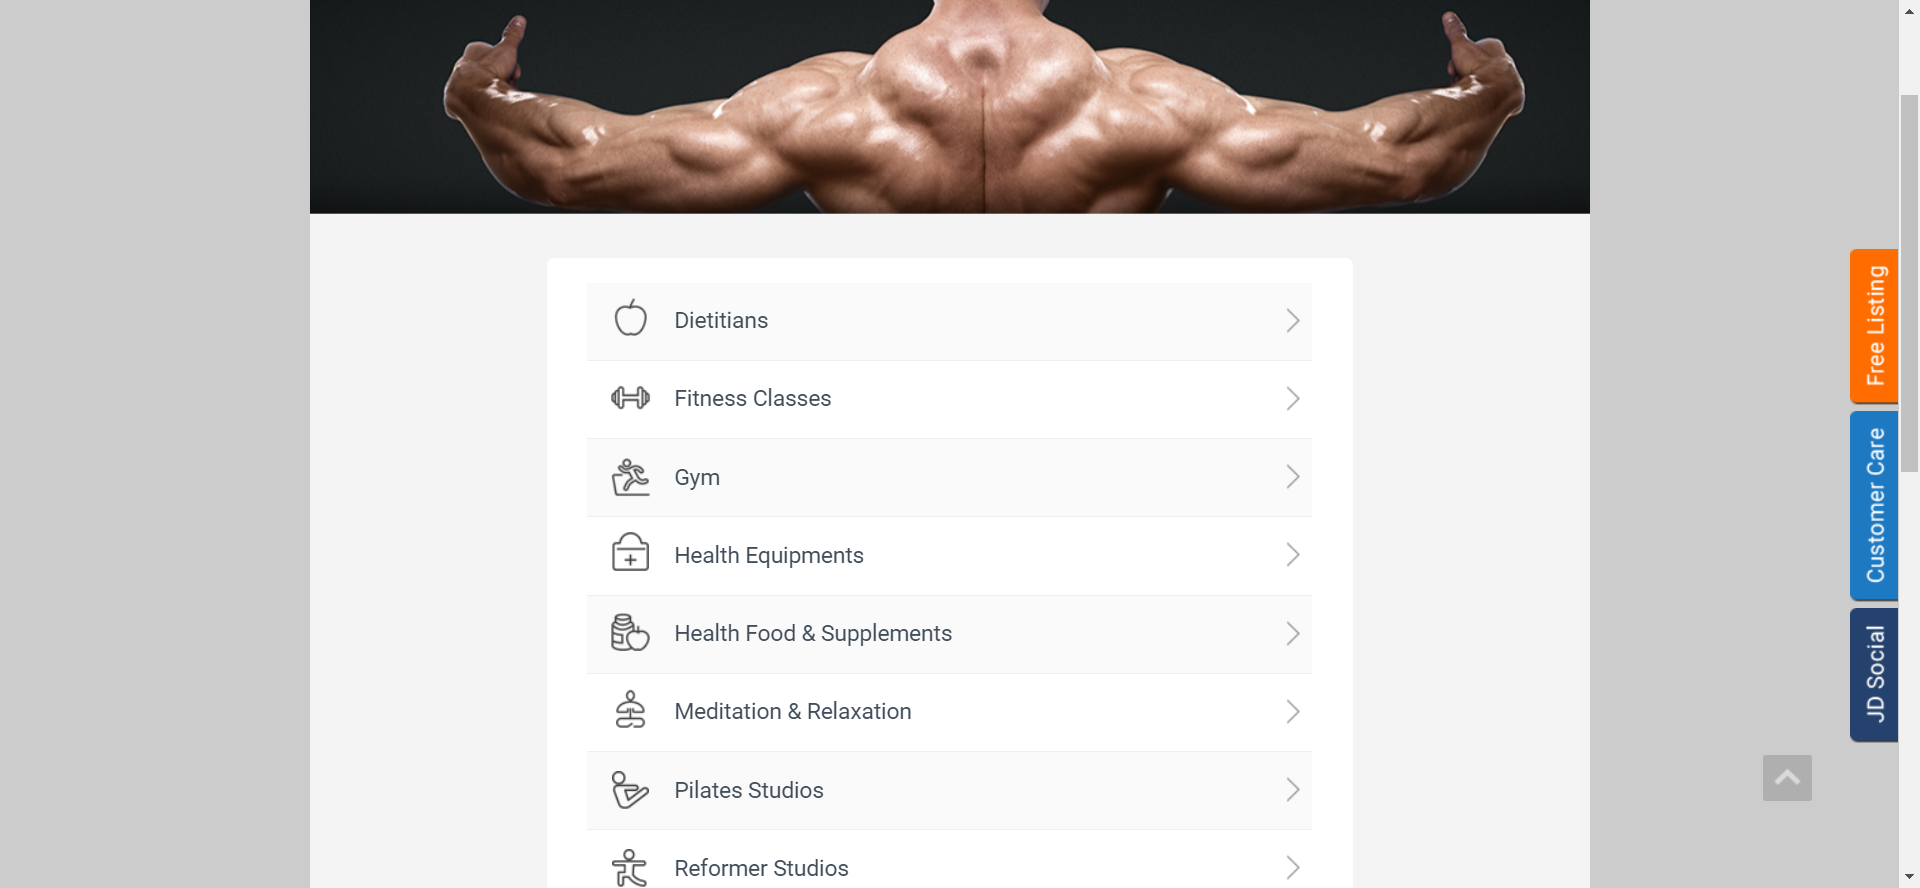 Dietitians
Fitness Classes
Gym
Health Equipments
Health Food & Supplements
Meditation & Relaxation
Pilates Studios
Reformer Studios
Free Listing
Customer Care
JD Social